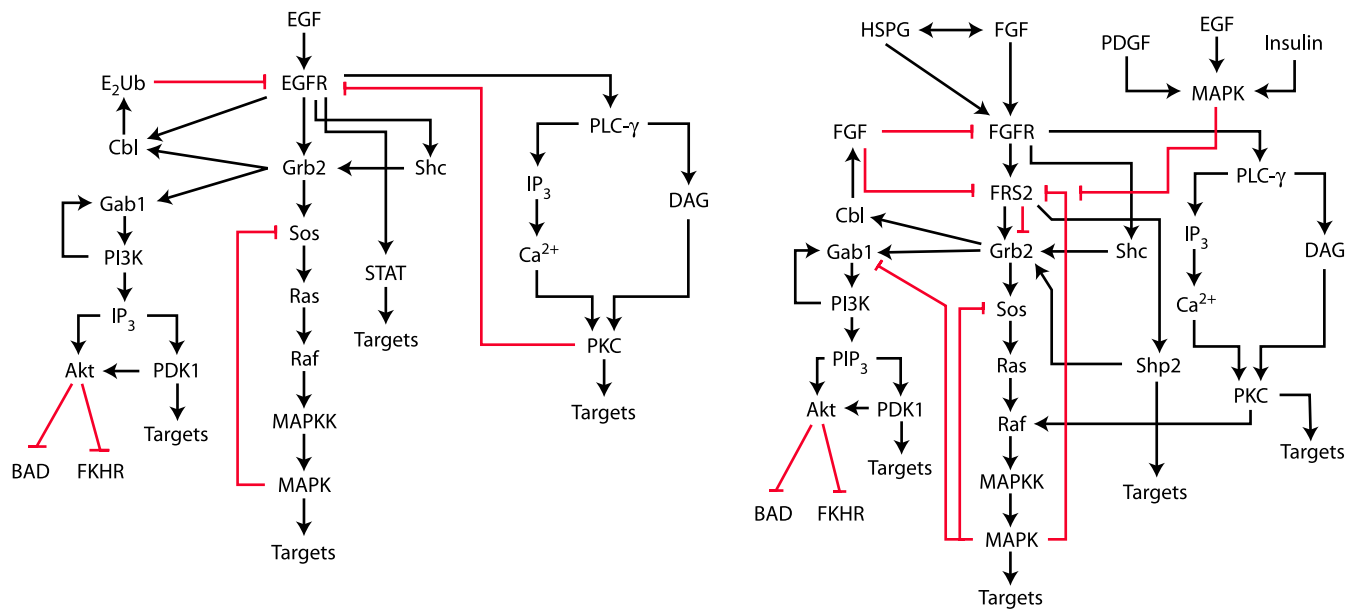 EGF
E2Ub
EGFR
PLC-γ
Cbl
Grb2
Shc
IP3
DAG
Gab1
Sos
Ca2+
PI3K
STAT
Ras
IP3
Targets
PKC
Raf
Akt
PDK1
Targets
MAPKK
Targets
BAD
FKHR
MAPK
Targets
HSPG
FGF
EGF
PDGF
Insulin
MAPK
FGF
FGFR
PLC-γ
FRS2
Cbl
IP3
Grb2
Shc
DAG
Gab1
PI3K
Sos
Ca2+
PIP3
Ras
Shp2
PKC
Akt
PDK1
Raf
Targets
Targets
MAPKK
Targets
BAD
FKHR
MAPK
Targets